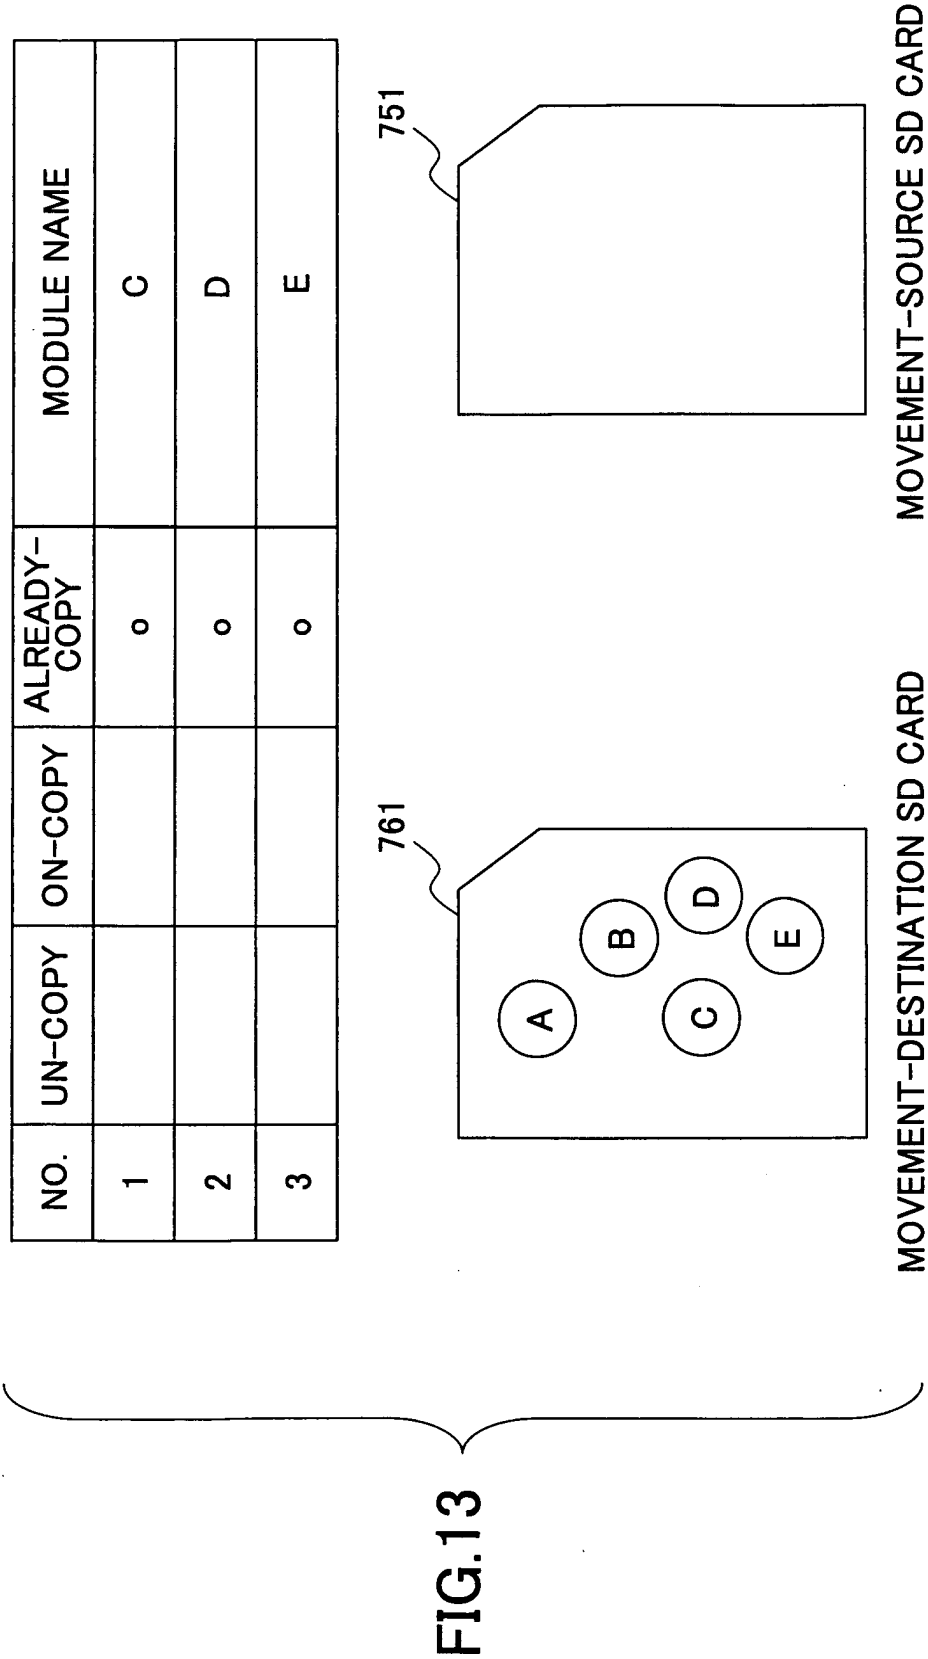 FIG.13
NO. UN-COPY ON-COPY ALREADY-COPY MODULE NAME
1 o C
2 o D
3 o E
761
A
B
C
D
E
MOVEMENT-DESTINATION SD CARD
751
MOVEMENT-SOURCE SD CARD